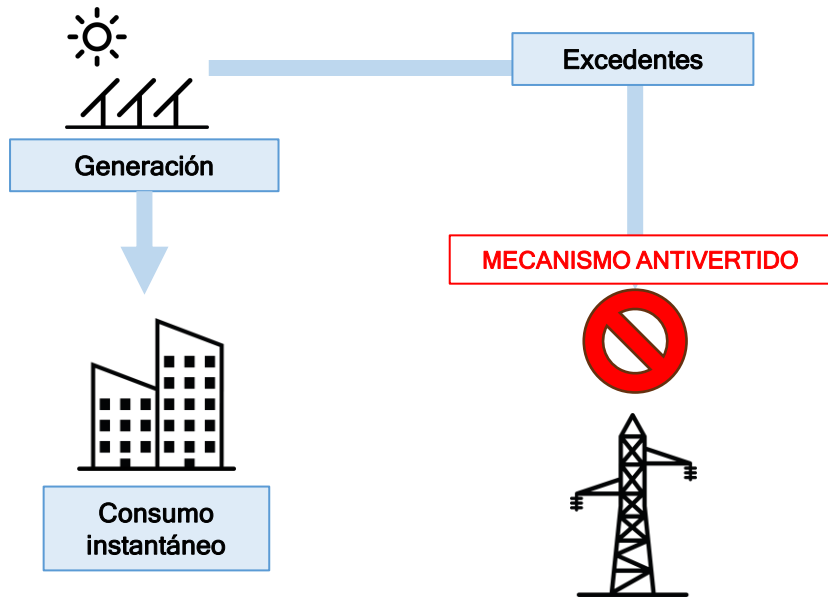 Excedentes
Generación
MECANISMO ANTIVERTIDO
Consumo
instantáneo